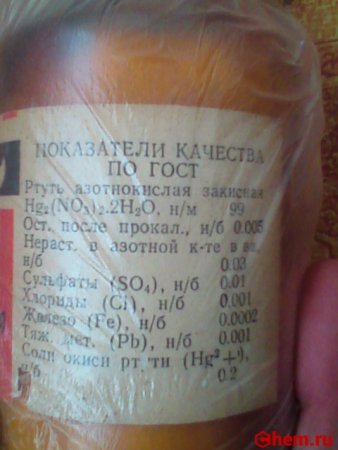 ПОКАЗАТЕЛИ КАЧЕСТВА
ПО ГОСТ
Ртуть азотнокислая закисная
Hg₂(NO₃)₂.2H₂O, н/м 99
Ост. после прокал., н/б 0.005
Нераст. в азотной к-те в ва,
н/б 0.03
Сульфаты (SO₄), н/б 0.01
Хлориды (Cl), н/б 0.001
Железо (Fe), н/б 0.0002
Тяж. мет. (Pb), н/б 0.001
Соли окиси ртути (Hg²⁺),
н/б 0.2
Chem.ru